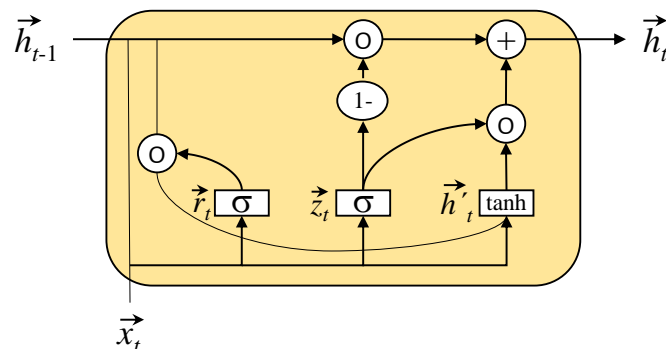 h⃗ₜ₋₁ O + h⃗ₜ
1-
O O
r⃗ₜ σ z⃗ₜ σ h⃗´ₜ tanh
x⃗ₜ